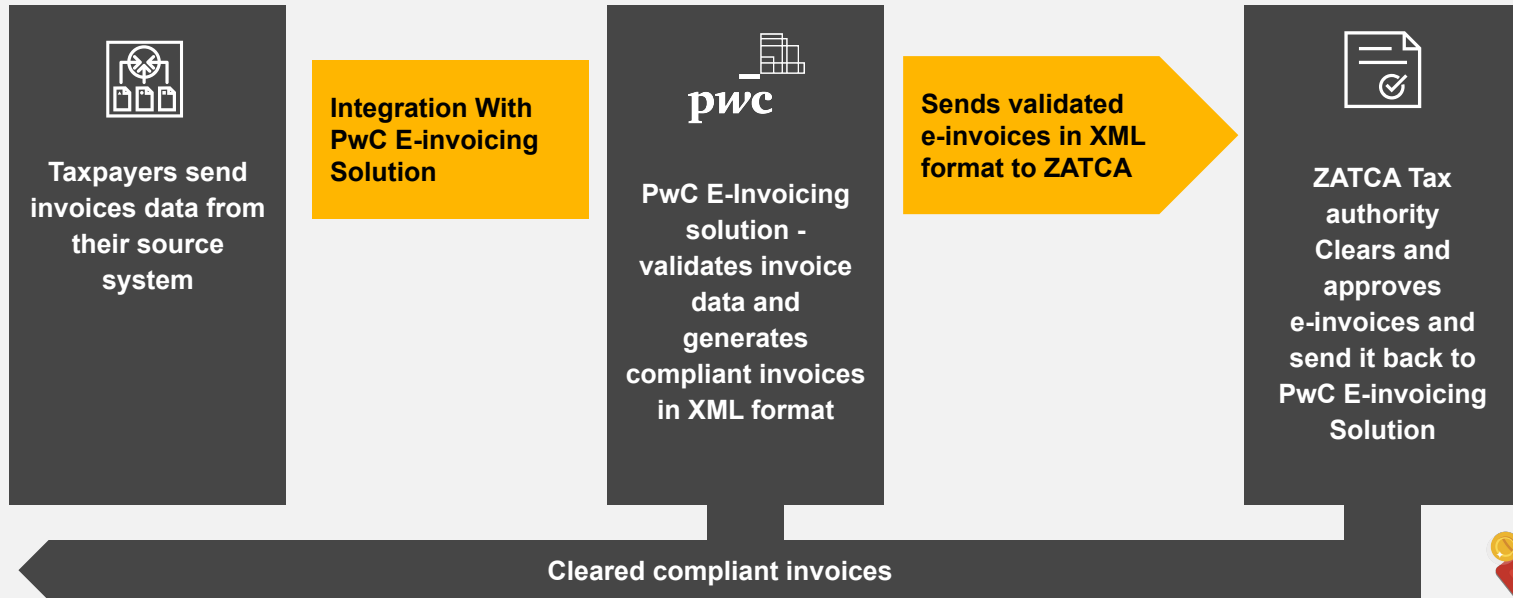 Taxpayers send
invoices data from
their source
system
Integration With
PwC E-invoicing
Solution
pwc
PwC E-Invoicing
solution -
validates invoice
data and
generates
compliant invoices
in XML format
Sends validated
e-invoices in XML
format to ZATCA
ZATCA Tax
authority
Clears and
approves
e-invoices and
send it back to
PwC E-invoicing
Solution
Cleared compliant invoices